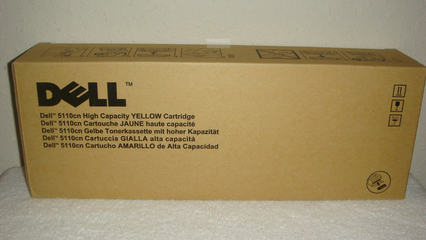 DELL™
Dell™ 5110cn High Capacity YELLOW Cartridge
Dell™ 5110cn Cartouche JAUNE haute capacité
Dell™ 5110cn Gelbe Tonerkassette mit hoher Kapazität
Dell™ 5110cn Cartuccia GIALLA alta capacità
Dell™ 5110cn Cartucho AMARILLO de Alta Capacidad